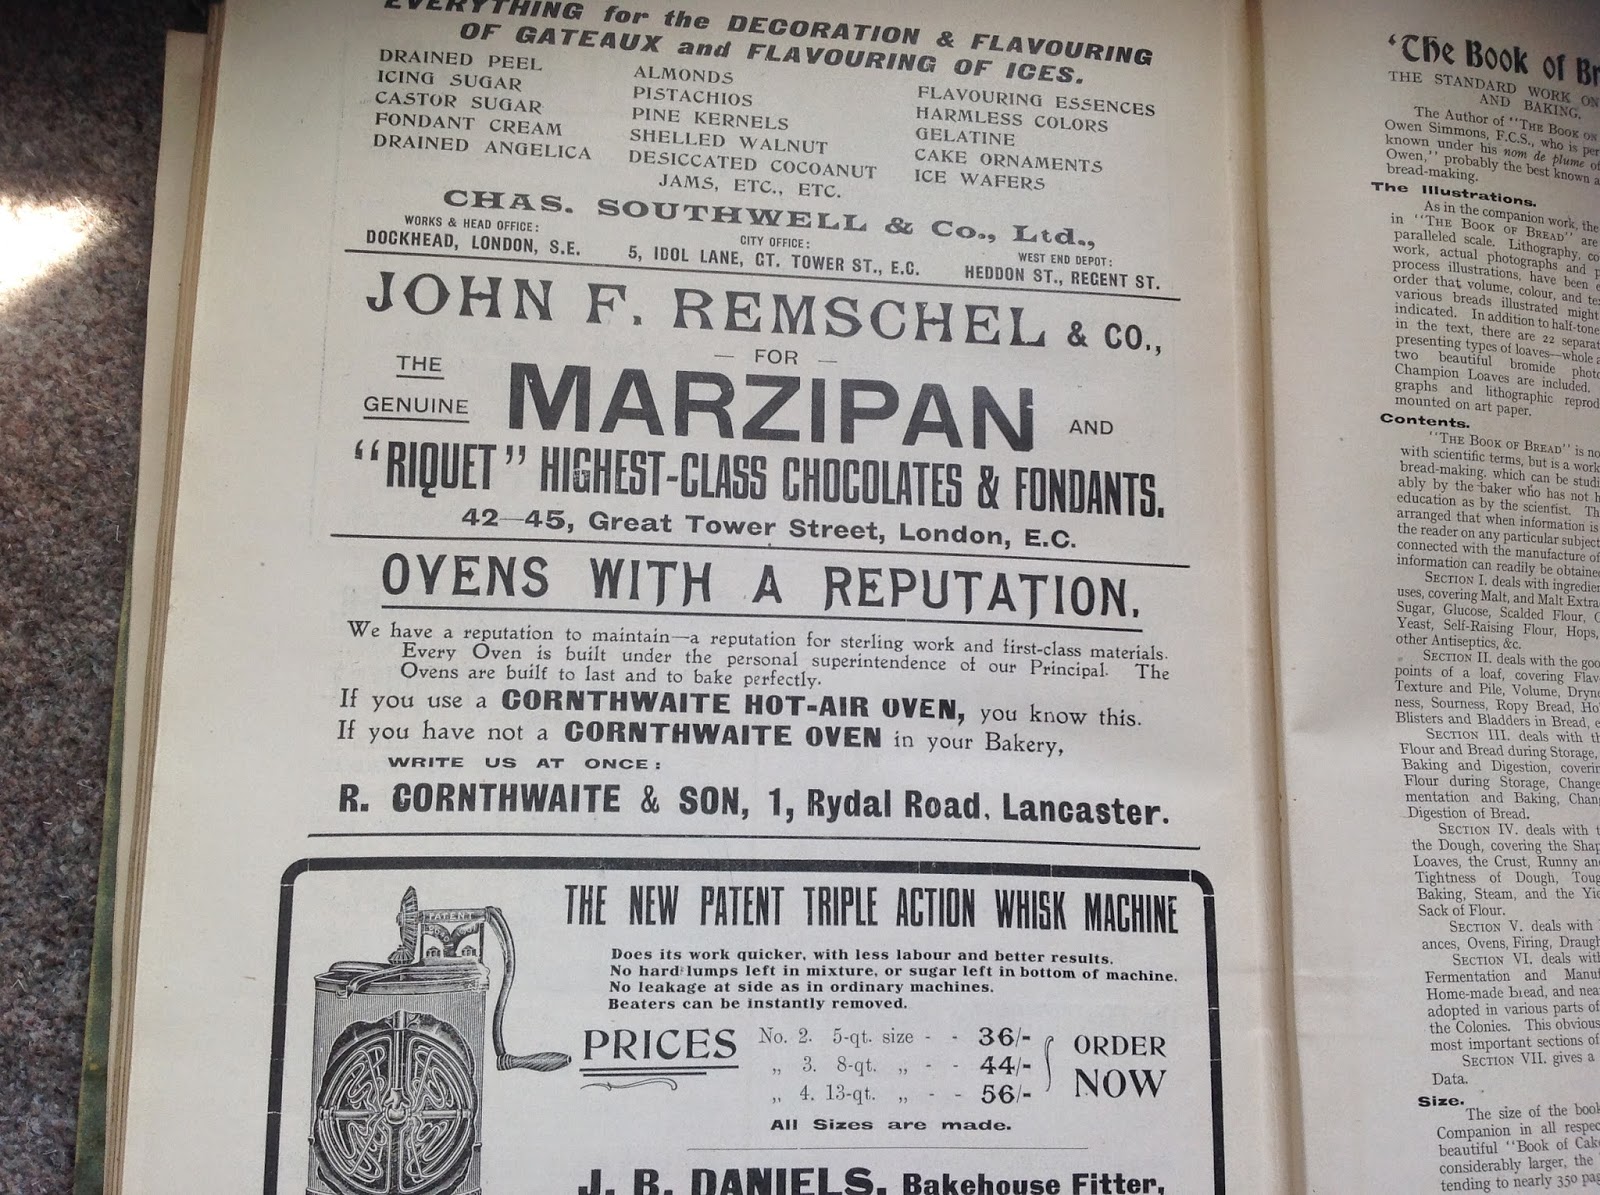 EVERYTHING for the DECORATION & FLAVOURING
OF GATEAUX and FLAVOURING OF ICES.
DRAINED PEEL
ICING SUGAR
CASTOR SUGAR
FONDANT CREAM
DRAINED ANGELICA
ALMONDS
PISTACHIOS
PINE KERNELS
SHELLED WALNUT
DESICCATED COCOANUT
JAMS, ETC., ETC.
FLAVOURING ESSENCES
HARMLESS COLORS
GELATINE
CAKE ORNAMENTS
ICE WAFERS
CHAS. SOUTHWELL & Co., Ltd.,
WORKS & HEAD OFFICE:
DOCKHEAD, LONDON, S.E.
CITY OFFICE:
5, IDOL LANE, CT. TOWER ST., E.C.
WEST END DEPOT:
HEDDON ST., REGENT ST.
JOHN F. REMSCHEL & CO.,
— FOR —
THE
GENUINE
MARZIPAN AND
"RIQUET" HIGHEST-CLASS CHOCOLATES & FONDANTS.
42—45, Great Tower Street, London, E.C.
OVENS WITH A REPUTATION.
We have a reputation to maintain—a reputation for sterling work and first-class materials.
Every Oven is built under the personal superintendence of our Principal. The
Ovens are built to last and to bake perfectly.
If you use a CORNTHWAITE HOT-AIR OVEN, you know this.
If you have not a CORNTHWAITE OVEN in your Bakery,
WRITE US AT ONCE:
R. CORNTHWAITE & SON, 1, Rydal Road, Lancaster.
PATENT
THE NEW PATENT TRIPLE ACTION WHISK MACHINE
Does its work quicker, with less labour and better results.
No hard lumps left in mixture, or sugar left in bottom of machine.
No leakage at side as in ordinary machines.
Beaters can be instantly removed.
PRICES
No. 2. 5-qt. size - - 36/-
„ 3. 8-qt. „ - - 44/-
„ 4. 13-qt. „ - - 56/-
ORDER
NOW
All Sizes are made.
J. R. DANIELS, Bakehouse Fitter,
'The Book of
THE STANDARD WORK ON
AND BAKING.
The Author of "THE BOOK
Owen Simmons, F.C.S., who is
known under his nom de plume of
Owen," probably the best known
bread-making.
The Illustrations.
As in the companion work, the
in "THE BOOK OF BREAD" are
paralleled scale. Lithography,
work, actual photographs and
process illustrations, have been
order that volume, colour, and
various breads illustrated might
indicated. In addition to
in the text, there are 22
presenting types of loaves—whole
two beautiful bromide
Champion Loaves are included.
graphs and lithographic
mounted on art paper.
Contents.
"THE BOOK OF BREAD" is
with scientific terms, but is a
bread-making, which can be
ably by the baker who has not
education as by the scientist.
arranged that when information is
the reader on any particular
connected with the manufacture of
information can readily be
SECTION I. deals with
uses, covering Malt, and Malt
Sugar, Glucose, Scalded Flour,
Yeast, Self-Raising Flour, Hops,
other Antiseptics, &c.
SECTION II. deals with the
points of a loaf, covering
Texture and Pile, Volume,
ness, Sourness, Ropy Bread,
Blisters and Bladders in Bread,
SECTION III. deals with
Flour and Bread during Storage,
Baking and Digestion,
Flour during Storage,
mentation and Baking,
Digestion of Bread.
SECTION IV. deals with
the Dough, covering the
Loaves, the Crust, Runny
Tightness of Dough,
Baking, Steam, and the
Sack of Flour.
SECTION V. deals with
ances, Ovens, Firing,
SECTION VI. deals
Fermentation and
Home-made bread, and
adopted in various parts
the Colonies. This
most important sections
SECTION VII. gives a
Data.
Size.
The size of the
Companion in all
beautiful "Book of
considerably larger, the
tending to nearly 350